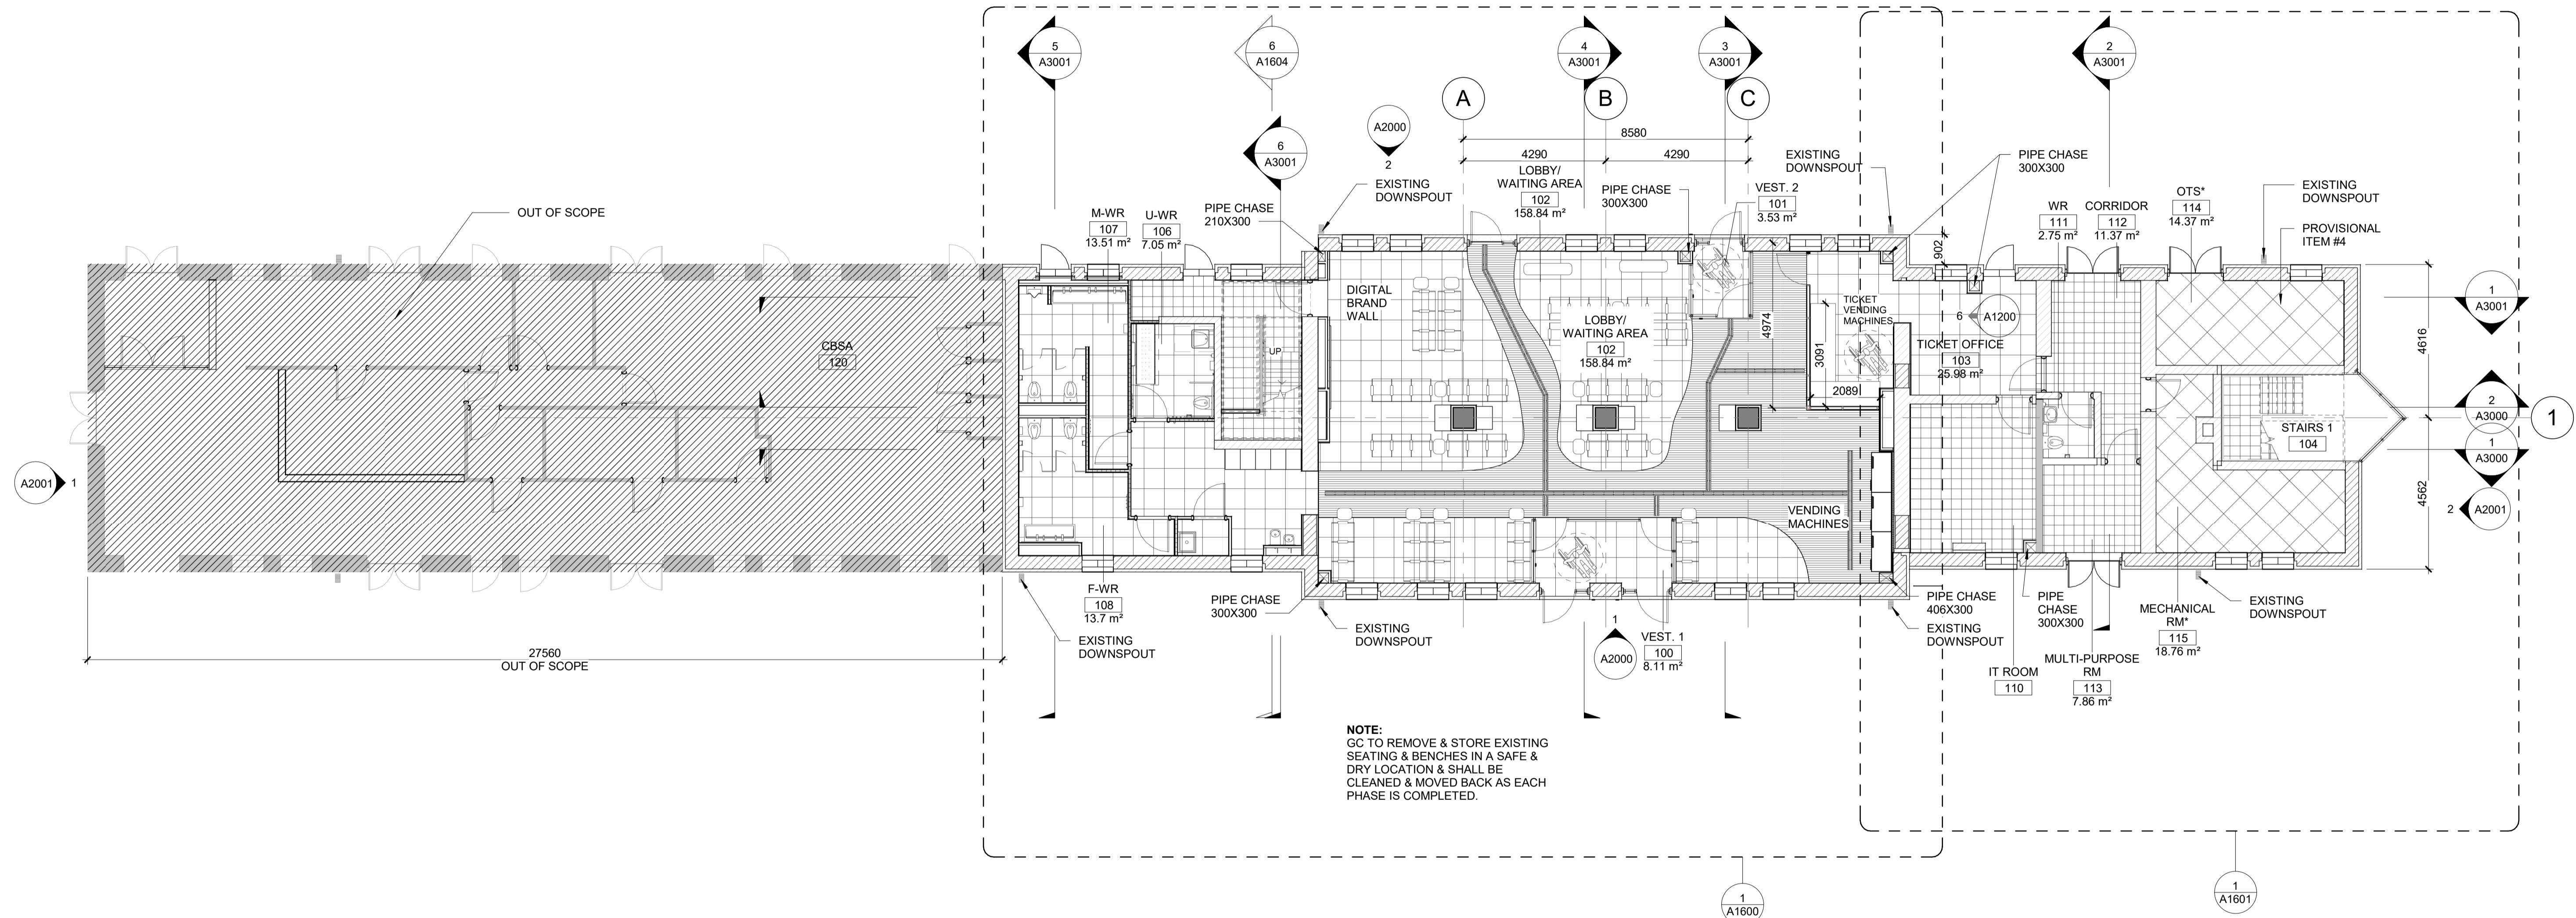 5
A3001
6
A1604
4
A3001
3
A3001
2
A3001
A
B
C
A2000
2
6
A3001
8580
4290
4290
EXISTING
DOWNSPOUT
LOBBY/
WAITING AREA
102
158.84 m²
PIPE CHASE
300X300
VEST. 2
101
3.53 m²
EXISTING
DOWNSPOUT
PIPE CHASE
300X300
OUT OF SCOPE
M-WR
107
13.51 m²
U-WR
106
7.05 m²
PIPE CHASE
210X300
WR
111
2.75 m²
CORRIDOR
112
11.37 m²
OTS*
114
14.37 m²
EXISTING
DOWNSPOUT
PROVISIONAL
ITEM #4
902
DIGITAL
BRAND
WALL
LOBBY/
WAITING AREA
102
158.84 m²
4974
3091
2089
TICKET
VENDING
MACHINES
6
A1200
TICKET OFFICE
103
25.98 m²
1
A3001
4616
CBSA
120
UP
2
A3000
1
STAIRS 1
104
1
A3000
A2001
1
4562
2
A2001
VENDING
MACHINES
F-WR
108
13.7 m²
PIPE CHASE
300X300
EXISTING
DOWNSPOUT
EXISTING
DOWNSPOUT
1
A2000
VEST. 1
100
8.11 m²
PIPE CHASE
406X300
EXISTING
DOWNSPOUT
PIPE
CHASE
300X300
MECHANICAL
RM*
115
18.76 m²
EXISTING
DOWNSPOUT
IT ROOM
110
MULTI-PURPOSE
RM
113
7.86 m²
27560
OUT OF SCOPE
NOTE:
GC TO REMOVE & STORE EXISTING
SEATING & BENCHES IN A SAFE &
DRY LOCATION & SHALL BE
CLEANED & MOVED BACK AS EACH
PHASE IS COMPLETED.
1
A1600
1
A1601